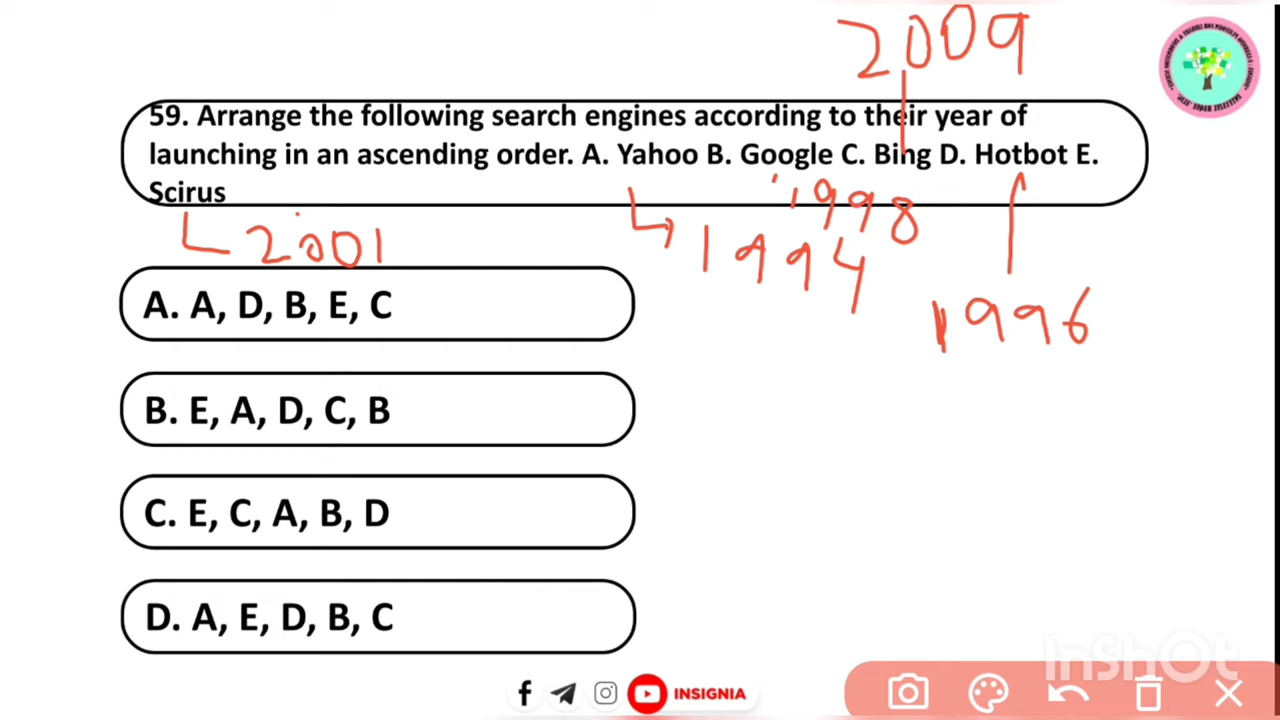 2009
59. Arrange the following search engines according to their year of
launching in an ascending order. A. Yahoo B. Google C. Bing D. Hotbot E.
Scirus
1998
2001
1994
1996
A. A, D, B, E, C
B. E, A, D, C, B
C. E, C, A, B, D
D. A, E, D, B, C
InShOt
INSIGNIA